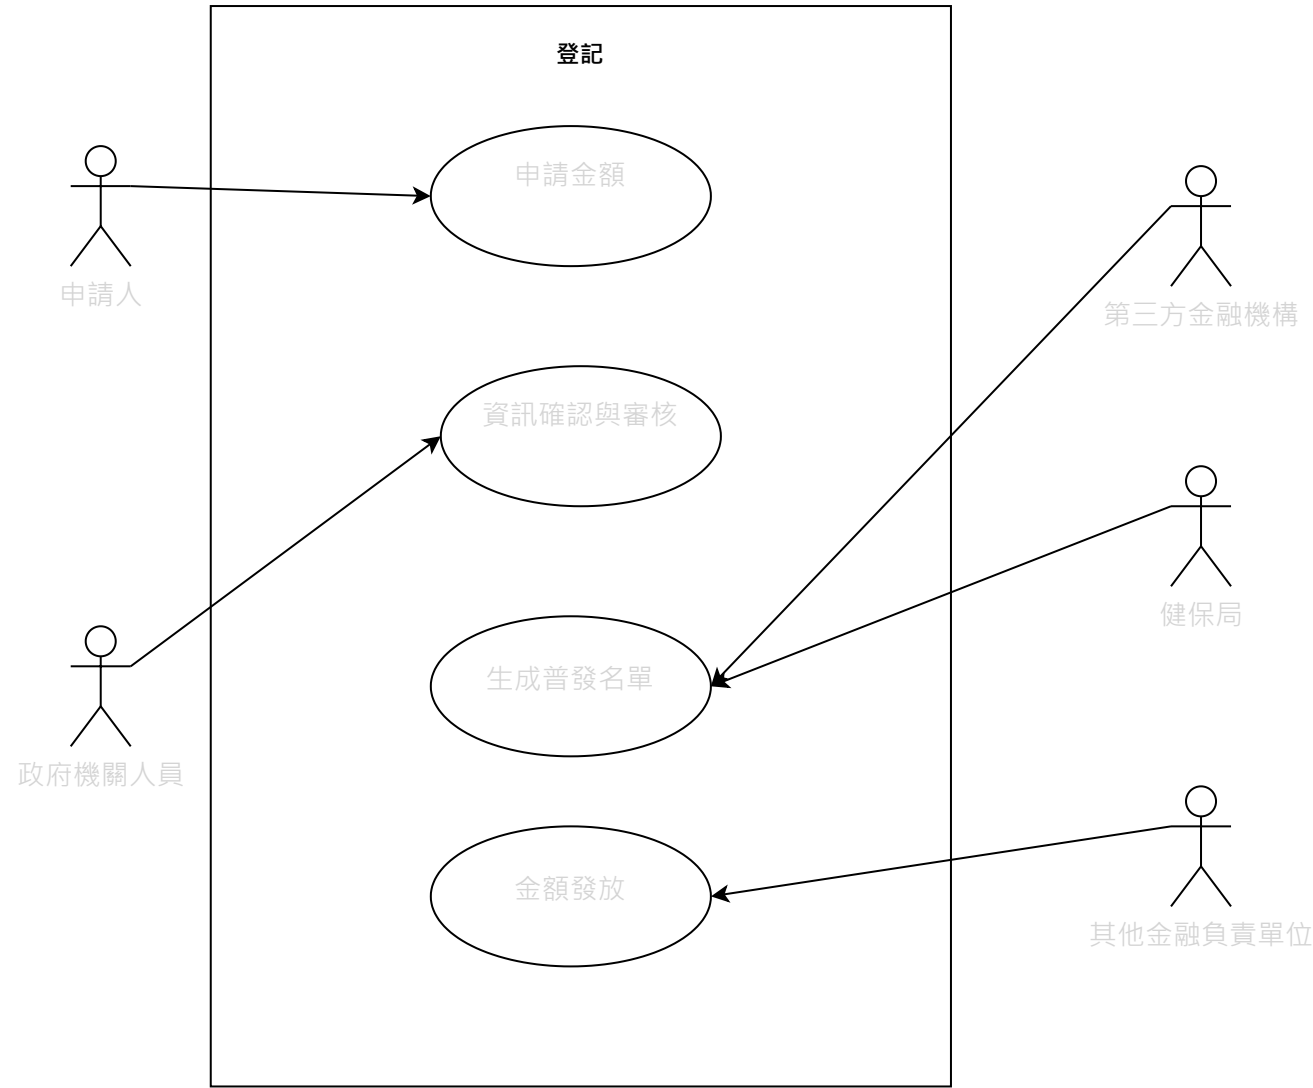 登記
申請金額
申請人
第三方金融機構
資訊確認與審核
健保局
生成普發名單
政府機關人員
金額發放
其他金融負責單位